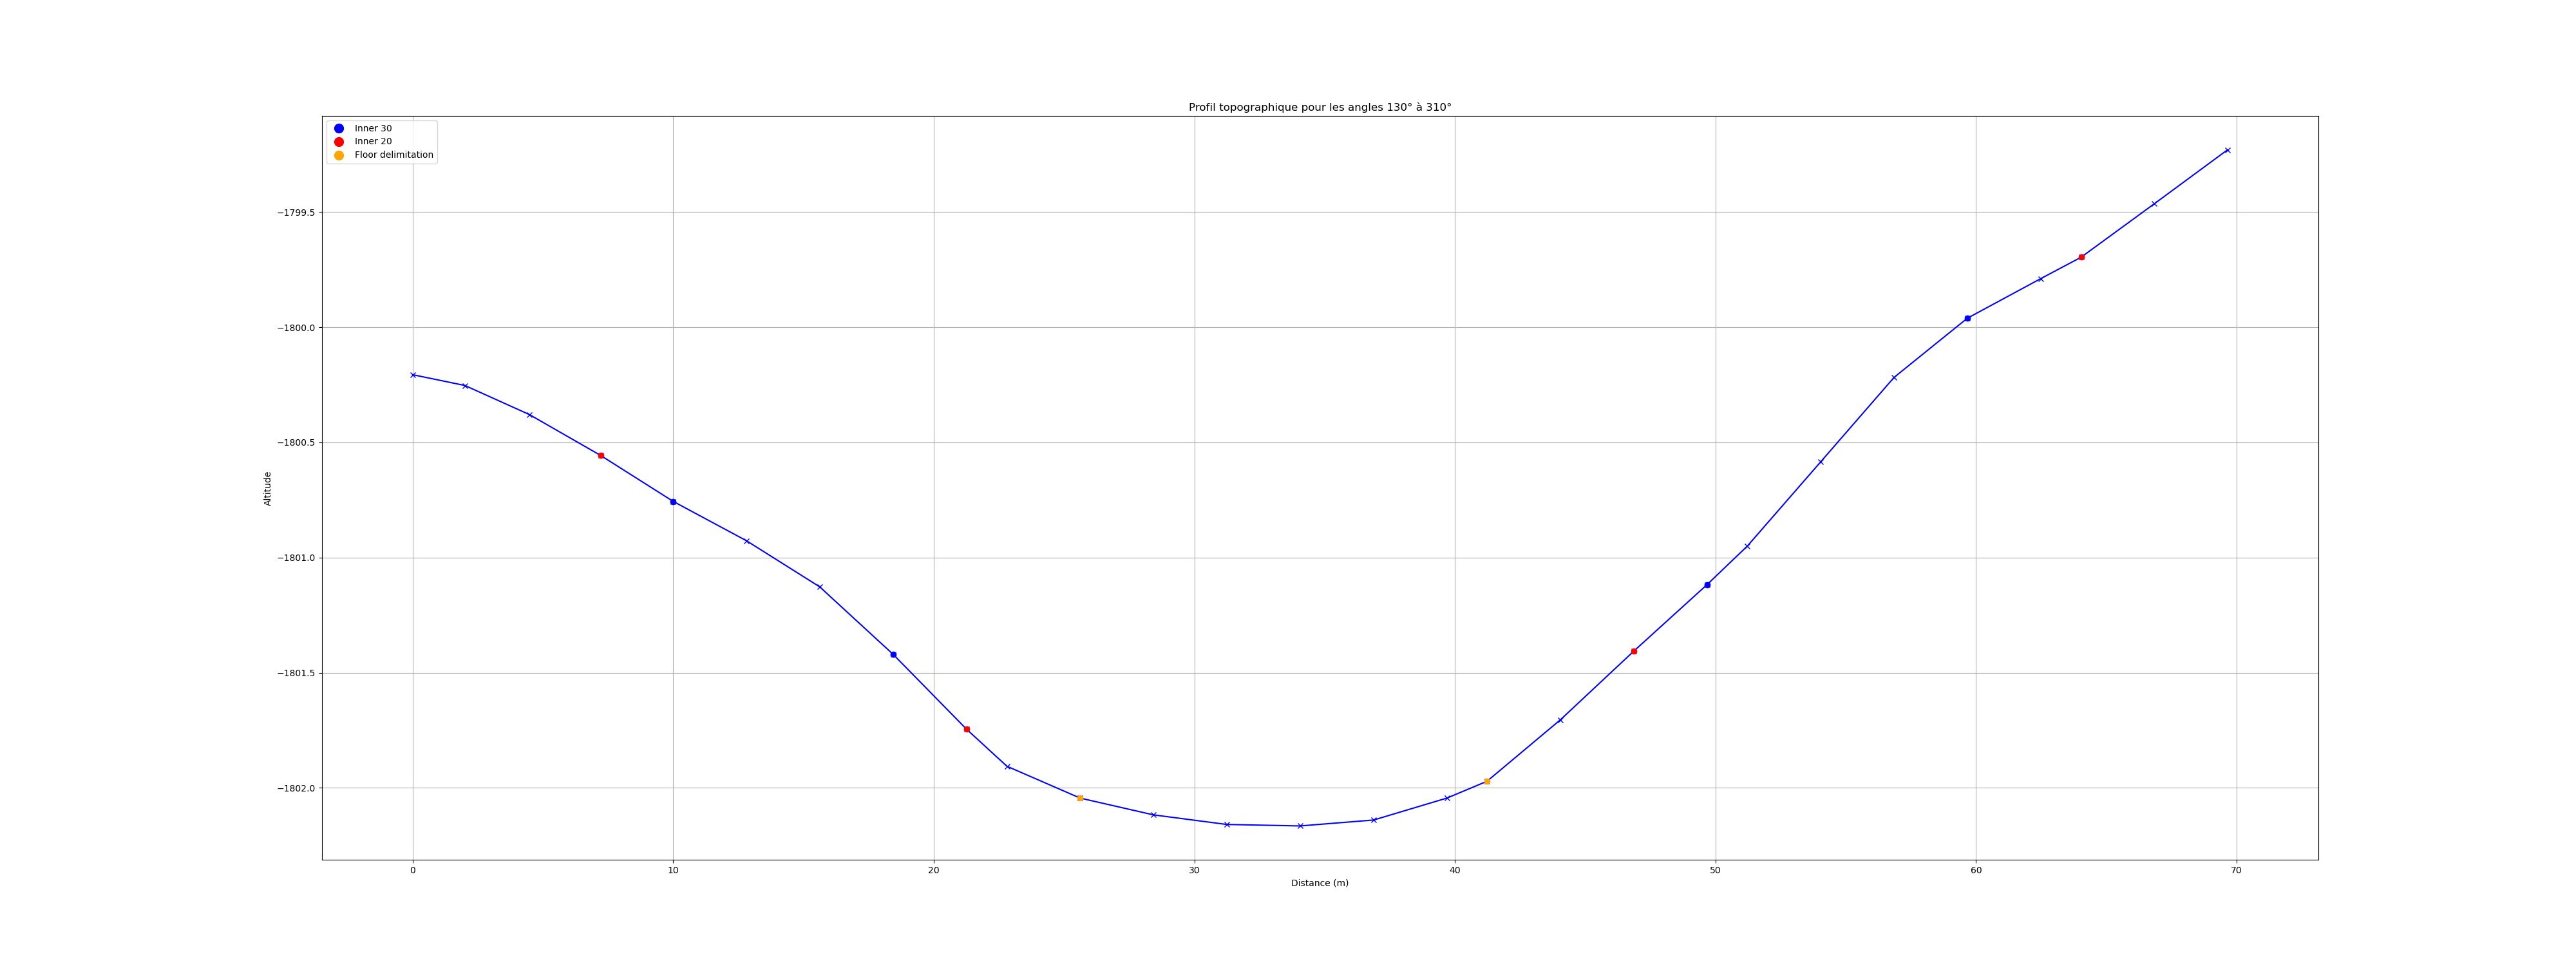 Profil topographique pour les angles 130° à 310°
Inner 30
Inner 20
Floor delimitation
Altitude
−1799.5
−1800.0
−1800.5
−1801.0
−1801.5
−1802.0
0 10 20 30 40 50 60 70
Distance (m)